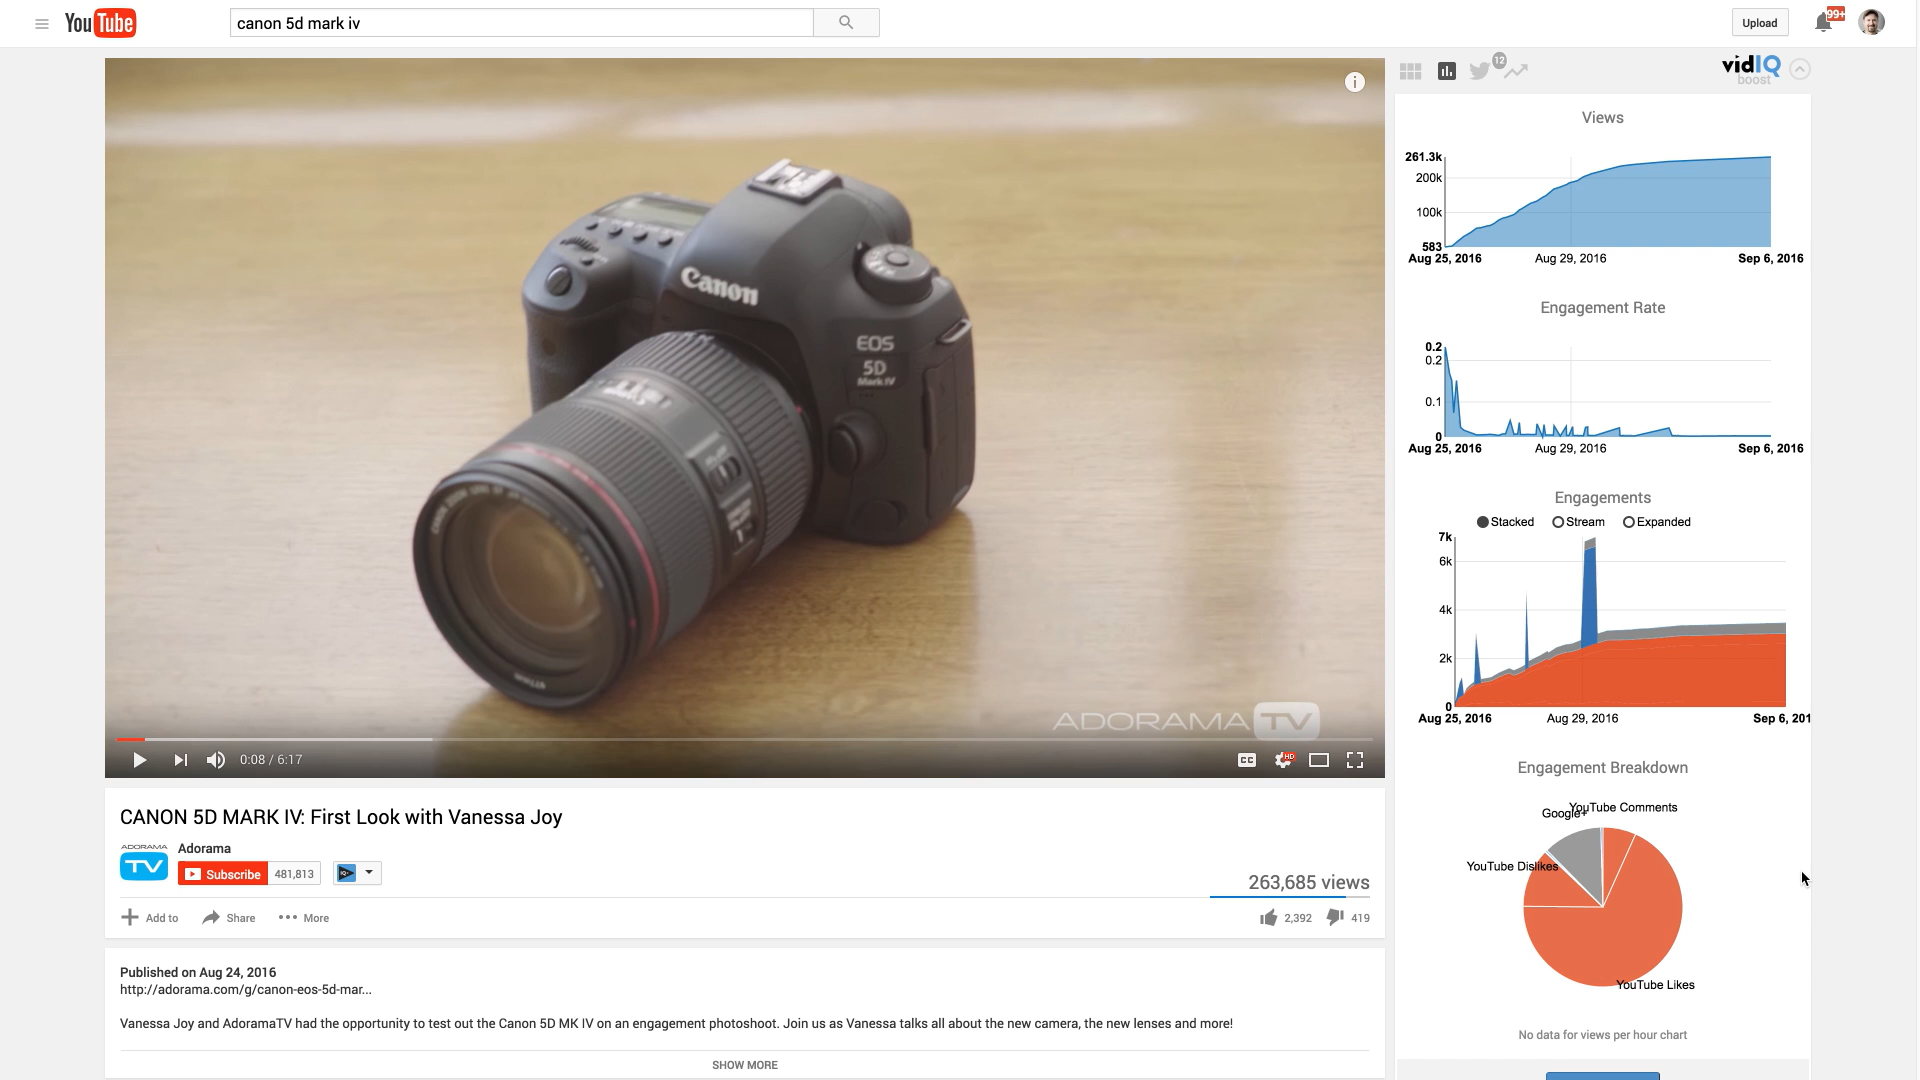 YouTube
canon 5d mark iv
Upload
99+
12
vidIQ
boost
Canon
EOS
5D
Mark IV
ADORAMA TV
0:08 / 6:17
CC
HD
CANON 5D MARK IV: First Look with Vanessa Joy
ADORAMA
TV
Adorama
Subscribe 481,813
263,685 views
Add to Share More
2,392 419
Published on Aug 24, 2016
http://adorama.com/g/canon-eos-5d-mar...
Vanessa Joy and AdoramaTV had the opportunity to test out the Canon 5D MK IV on an engagement photoshoot. Join us as Vanessa talks all about the new camera, the new lenses and more!
SHOW MORE
Views
261.3k
200k
100k
583
Aug 25, 2016 Aug 29, 2016 Sep 6, 2016
Engagement Rate
0.2
0.2
0.1
0
Aug 25, 2016 Aug 29, 2016 Sep 6, 2016
Engagements
Stacked Stream Expanded
7k
6k
4k
2k
0
Aug 25, 2016 Aug 29, 2016 Sep 6, 201
Engagement Breakdown
YouTube Comments
Google+
YouTube Dislikes
YouTube Likes
No data for views per hour chart